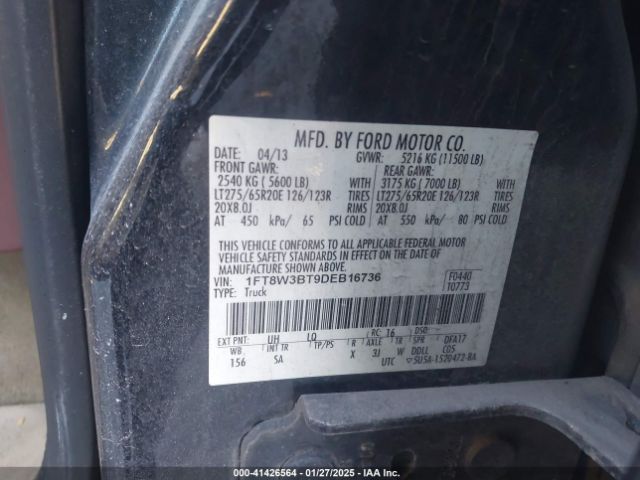 MFD. BY FORD MOTOR CO.
DATE: 04/13 GVWR: 5216 KG (11500 LB)
FRONT GAWR: REAR GAWR:
2540 KG ( 5600 LB) WITH 3175 KG ( 7000 LB) WITH
LT275/65R20E 126/123R TIRES LT275/65R20E 126/123R TIRES
20X8.0J RIMS 20X8.0J RIMS
AT 450 kPa/ 65 PSI COLD AT 550 kPa/ 80 PSI COLD
THIS VEHICLE CONFORMS TO ALL APPLICABLE FEDERAL MOTOR
VEHICLE SAFETY STANDARDS IN EFFECT ON THE DATE OF
MANUFACTURE SHOWN ABOVE.
VIN: 1FT8W3BT9DEB16736 F0440
TYPE: Truck T0773
EXT PNT: UH LQ RC: 16 DSO:
WB INT TR TP/PS R AXLE TR SPR DFA17
156 SA X 3J W DDLL CDS
UTC ▽5U5A-1520472-BA
000-41426564 – 01/27/2025 – IAA Inc.